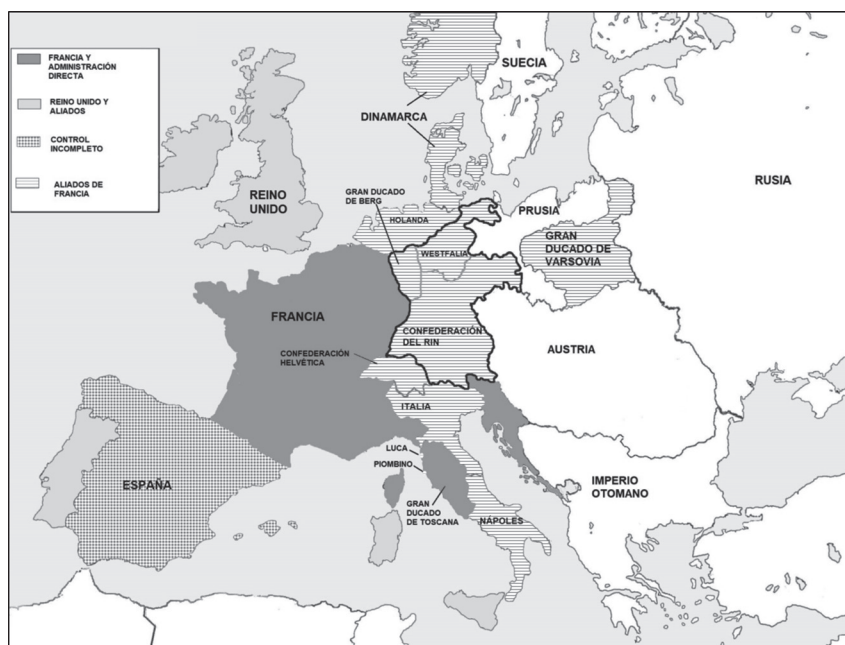 FRANCIA Y
ADMINISTRACIÓN
DIRECTA
REINO UNIDO Y
ALIADOS
CONTROL
INCOMPLETO
ALIADOS DE
FRANCIA
SUECIA
DINAMARCA
RUSIA
REINO
UNIDO
GRAN DUCADO
DE BERG
HOLANDA
PRUSIA
WESTFALIA
GRAN
DUCADO DE
VARSOVIA
FRANCIA
CONFEDERACIÓN
DEL RIN
CONFEDERACIÓN
HELVÉTICA
AUSTRIA
ITALIA
LUCA
PIOMBINO
ESPAÑA
GRAN
DUCADO
DE TOSCANA
NÁPOLES
IMPERIO
OTOMANO